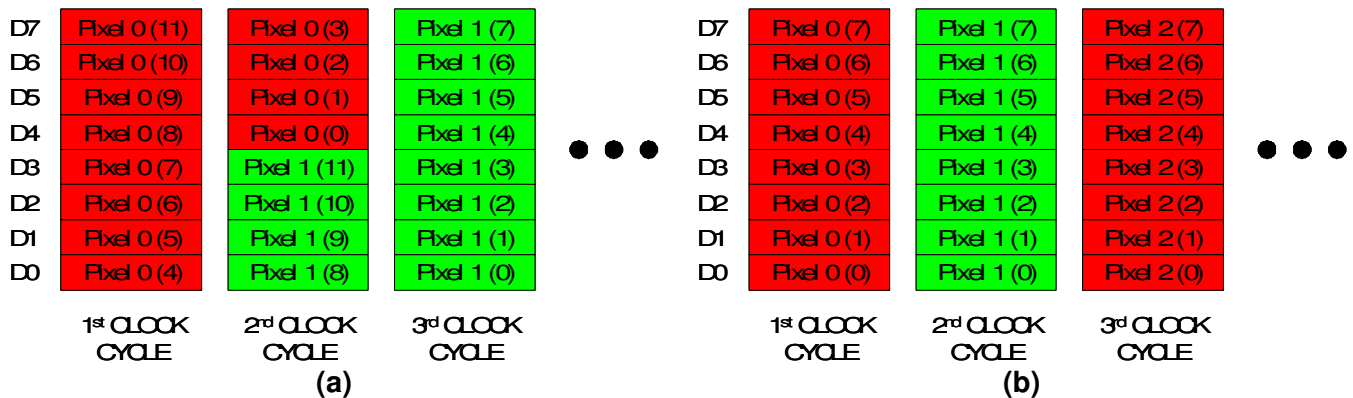 D7 Pixel 0 (11) Pixel 0 (3) Pixel 1 (7) D7 Pixel 0 (7) Pixel 1 (7) Pixel 2 (7)
D6 Pixel 0 (10) Pixel 0 (2) Pixel 1 (6) D6 Pixel 0 (6) Pixel 1 (6) Pixel 2 (6)
D5 Pixel 0 (9) Pixel 0 (1) Pixel 1 (5) D5 Pixel 0 (5) Pixel 1 (5) Pixel 2 (5)
D4 Pixel 0 (8) Pixel 0 (0) Pixel 1 (4) D4 Pixel 0 (4) Pixel 1 (4) Pixel 2 (4)
D3 Pixel 0 (7) Pixel 1 (11) Pixel 1 (3) D3 Pixel 0 (3) Pixel 1 (3) Pixel 2 (3)
D2 Pixel 0 (6) Pixel 1 (10) Pixel 1 (2) D2 Pixel 0 (2) Pixel 1 (2) Pixel 2 (2)
D1 Pixel 0 (5) Pixel 1 (9) Pixel 1 (1) D1 Pixel 0 (1) Pixel 1 (1) Pixel 2 (1)
D0 Pixel 0 (4) Pixel 1 (8) Pixel 1 (0) D0 Pixel 0 (0) Pixel 1 (0) Pixel 2 (0)
1st CLOCK 2nd CLOCK 3rd CLOCK 1st CLOCK 2nd CLOCK 3rd CLOCK
CYCLE CYCLE CYCLE CYCLE CYCLE CYCLE
(a) (b)